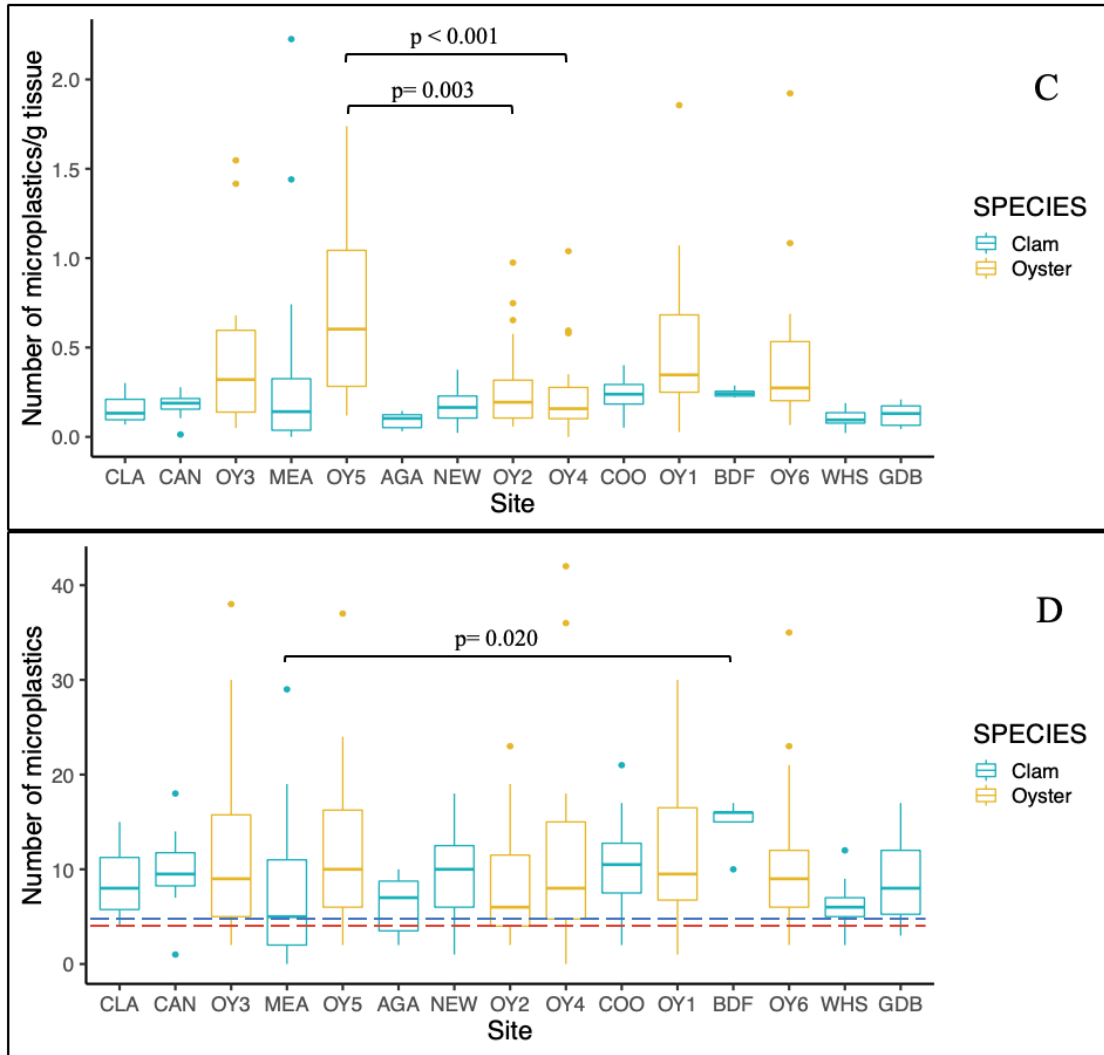 C
p < 0.001
p= 0.003
Number of microplastics/g tissue
2.0
1.5
1.0
0.5
0.0
CLA CAN OY3 MEA OY5 AGA NEW OY2 OY4 COO OY1 BDF OY6 WHS GDB
Site
SPECIES
Clam
Oyster
D
p= 0.020
Number of microplastics
40
30
20
10
0
CLA CAN OY3 MEA OY5 AGA NEW OY2 OY4 COO OY1 BDF OY6 WHS GDB
Site
SPECIES
Clam
Oyster